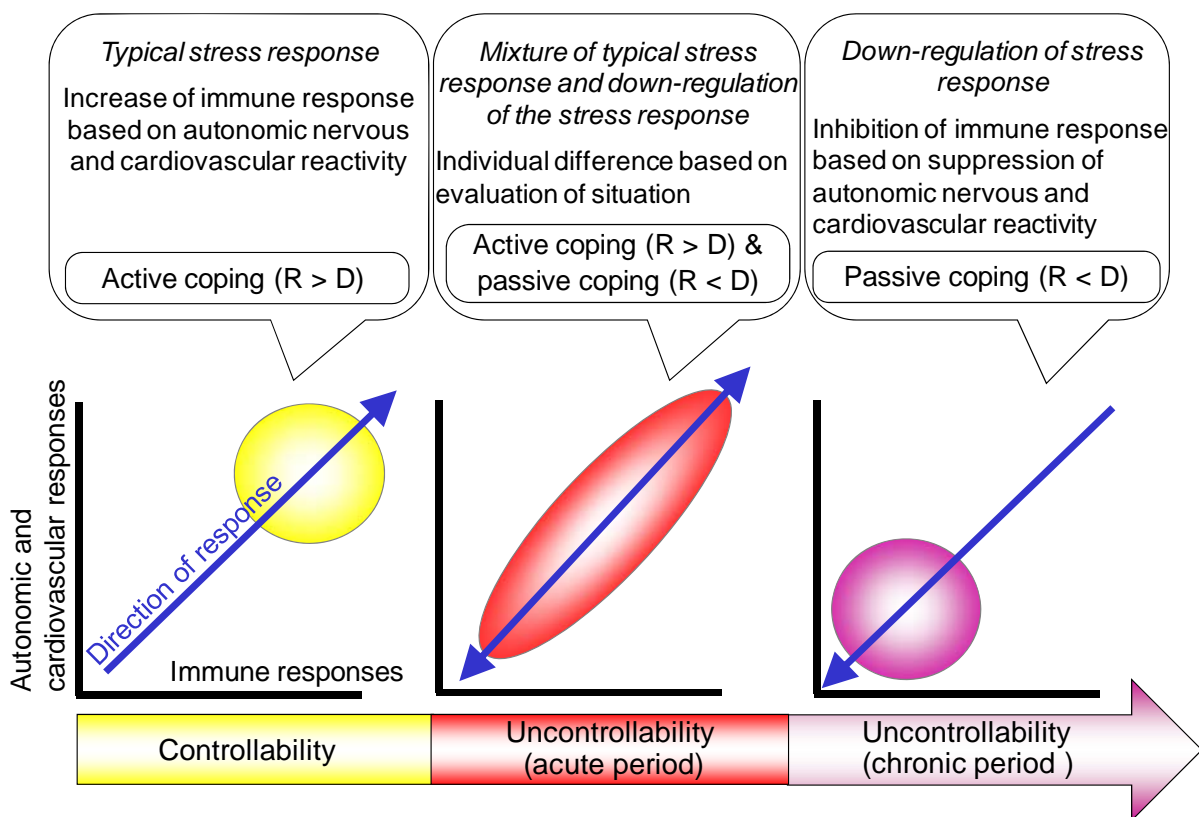 Typical stress response
Increase of immune response
based on autonomic nervous
and cardiovascular reactivity
Active coping (R > D)
Mixture of typical stress
response and down-regulation
of the stress response
Individual difference based on
evaluation of situation
Active coping (R > D) &
passive coping (R < D)
Down-regulation of stress
response
Inhibition of immune response
based on suppression of
autonomic nervous and
cardiovascular reactivity
Passive coping (R < D)
Autonomic and
cardiovascular responses
Direction of response
Immune responses
Controllability
Uncontrollability
(acute period)
Uncontrollability
(chronic period )